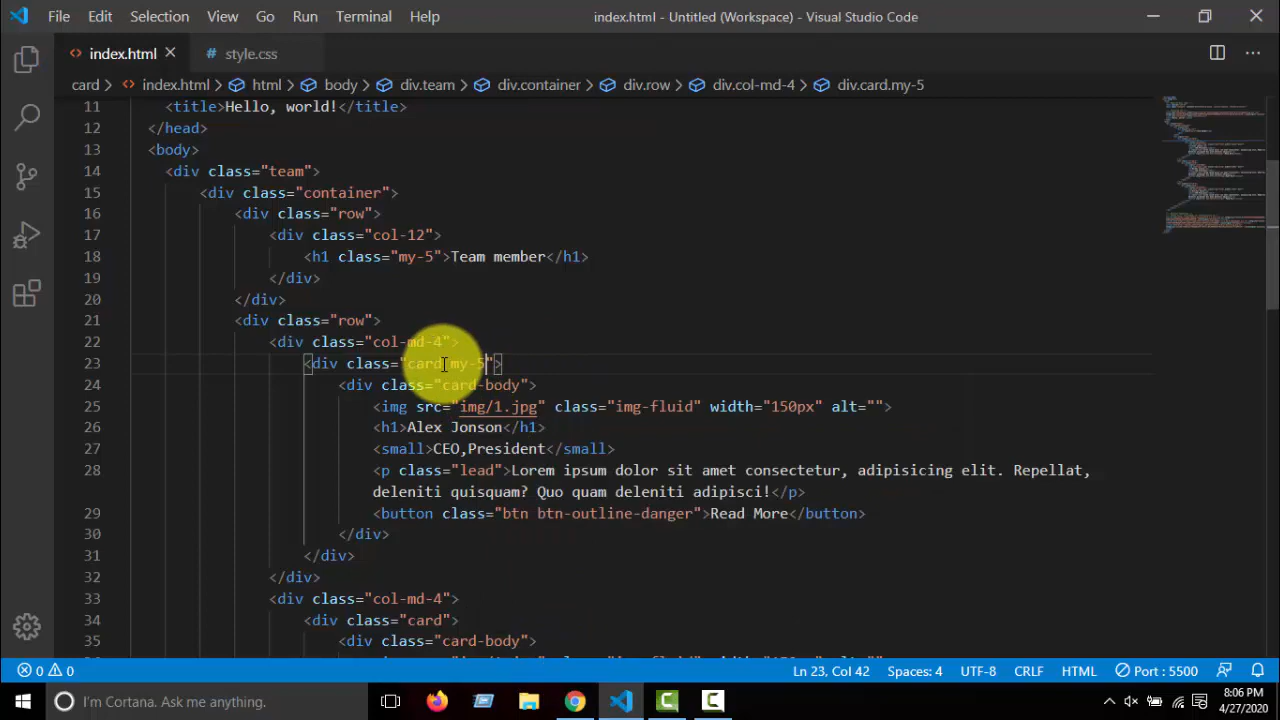 File Edit Selection View Go Run Terminal Help index.html - Untitled (Workspace) - Visual Studio Code
index.html style.css
card > index.html > html > body > div.team > div.container > div.row > div.col-md-4 > div.card.my-5
11 <title>Hello, world!</title>
12 </head>
13 <body>
14 <div class="team">
15 <div class="container">
16 <div class="row">
17 <div class="col-12">
18 <h1 class="my-5">Team member</h1>
19 </div>
20 </div>
21 <div class="row">
22 <div class="col-md-4">
23 <div class="card my-5">
24 <div class="card-body">
25 <img src="img/1.jpg" class="img-fluid" width="150px" alt="">
26 <h1>Alex Jonson</h1>
27 <small>CEO,President</small>
28 <p class="lead">Lorem ipsum dolor sit amet consectetur, adipisicing elit. Repellat,
deleniti quisquam? Quo quam deleniti adipisci!</p>
29 <button class="btn btn-outline-danger">Read More</button>
30 </div>
31 </div>
32 </div>
33 <div class="col-md-4">
34 <div class="card">
35 <div class="card-body">
0 0 Ln 23, Col 42 Spaces: 4 UTF-8 CRLF HTML Port : 5500
I'm Cortana. Ask me anything. 8:06 PM
4/27/2020